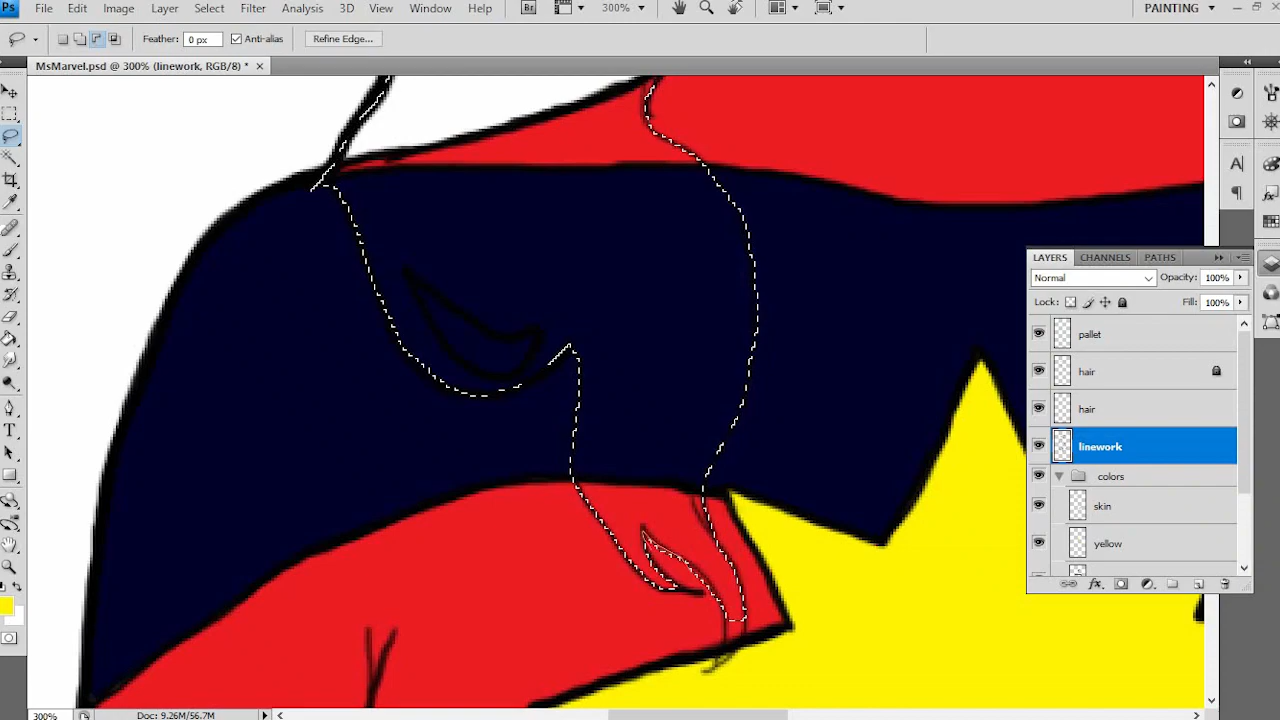 Ps File Edit Image Layer Select Filter Analysis 3D View Window Help Br 300% PAINTING
Feather: 0 px Anti-alias Refine Edge...
MsMarvel.psd @ 300% (linework, RGB/8) * ×
LAYERS CHANNELS PATHS
Normal Opacity: 100%
Lock: Fill: 100%
pallet
hair
hair
linework
colors
skin
yellow
300% Doc: 9.26M/56.7M